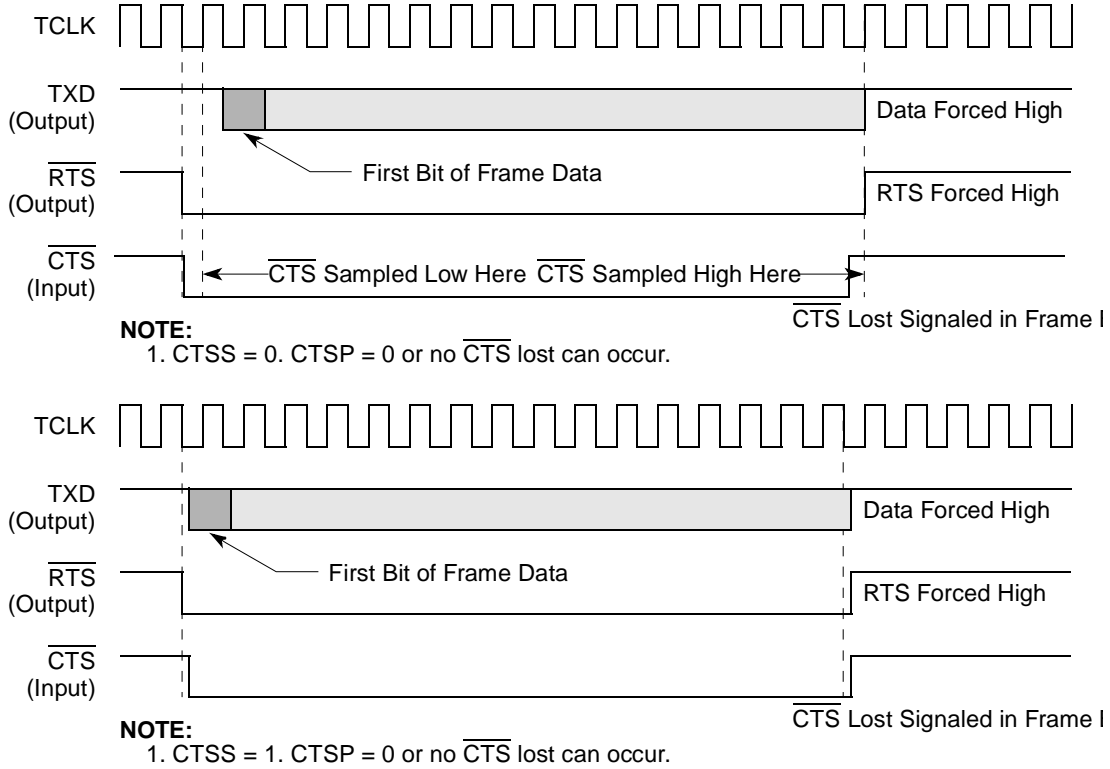 TCLK
TXD
(Output)
Data Forced High
First Bit of Frame Data
RTS
(Output)
RTS Forced High
CTS
(Input)
CTS Sampled Low Here CTS Sampled High Here
CTS Lost Signaled in Frame
NOTE:
1. CTSS = 0. CTSP = 0 or no CTS lost can occur.
TCLK
TXD
(Output)
Data Forced High
First Bit of Frame Data
RTS
(Output)
RTS Forced High
CTS
(Input)
CTS Lost Signaled in Frame
NOTE:
1. CTSS = 1. CTSP = 0 or no CTS lost can occur.